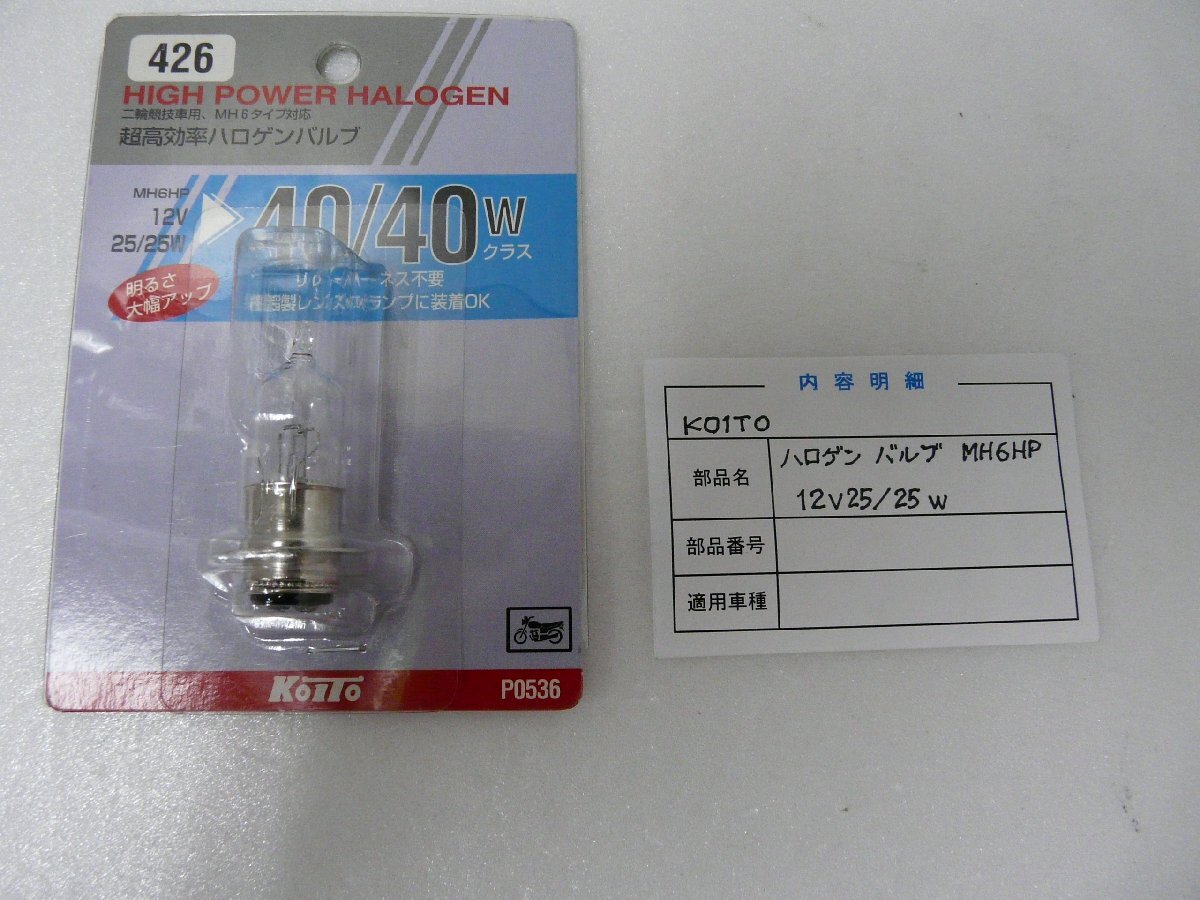 426
HIGH POWER HALOGEN
二輪競技車用、MH6タイプ対応
超高効率ハロゲンバルブ
MH6HP
12V
25/25W
40/40W
クラス
明るさ
大幅アップ
ネス不要
ランプに装着OK
KOITO
P0536
内容明細
KOITO
部品名
ハロゲン バルブ MH6HP
12V25/25W
部品番号
適用車種